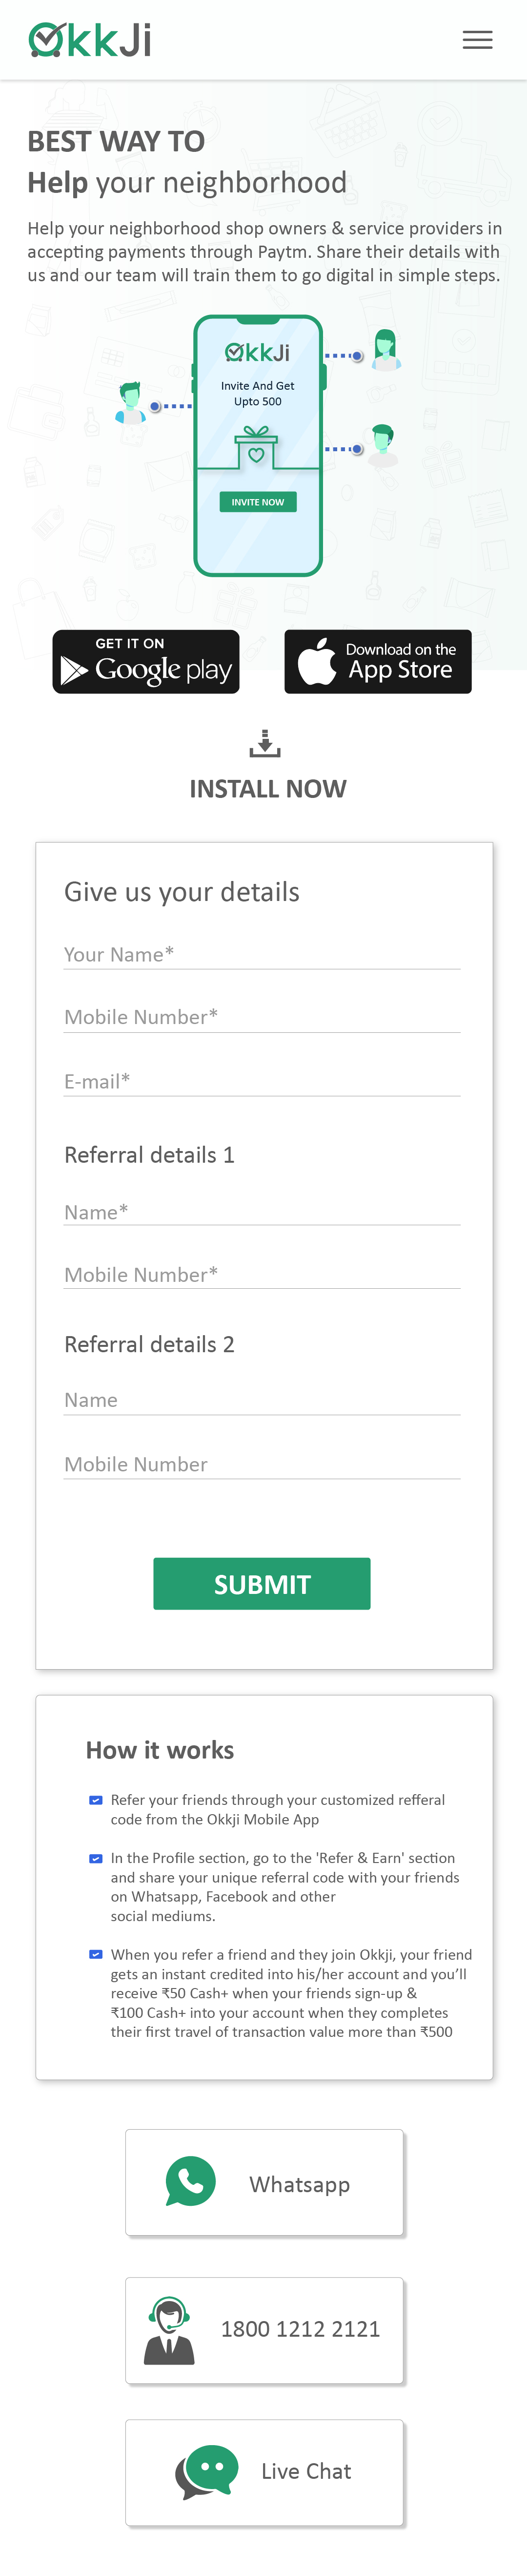 OkkJi
BEST WAY TO
Help your neighborhood
Help your neighborhood shop owners & service providers in
accepting payments through Paytm. Share their details with
us and our team will train them to go digital in simple steps.
OkkJi
Invite And Get
Upto 500
INVITE NOW
GET IT ON
Google play
Download on the
App Store
INSTALL NOW
Give us your details
Your Name*
Mobile Number*
E-mail*
Referral details 1
Name*
Mobile Number*
Referral details 2
Name
Mobile Number
SUBMIT
How it works
Refer your friends through your customized refferal
code from the Okkji Mobile App
In the Profile section, go to the 'Refer & Earn' section
and share your unique referral code with your friends
on Whatsapp, Facebook and other
social mediums.
When you refer a friend and they join Okkji, your friend
gets an instant credited into his/her account and you’ll
receive ₹50 Cash+ when your friends sign-up &
₹100 Cash+ into your account when they completes
their first travel of transaction value more than ₹500
Whatsapp
1800 1212 2121
Live Chat